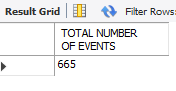 Result Grid Filter Rows:
TOTAL NUMBER
OF EVENTS
665